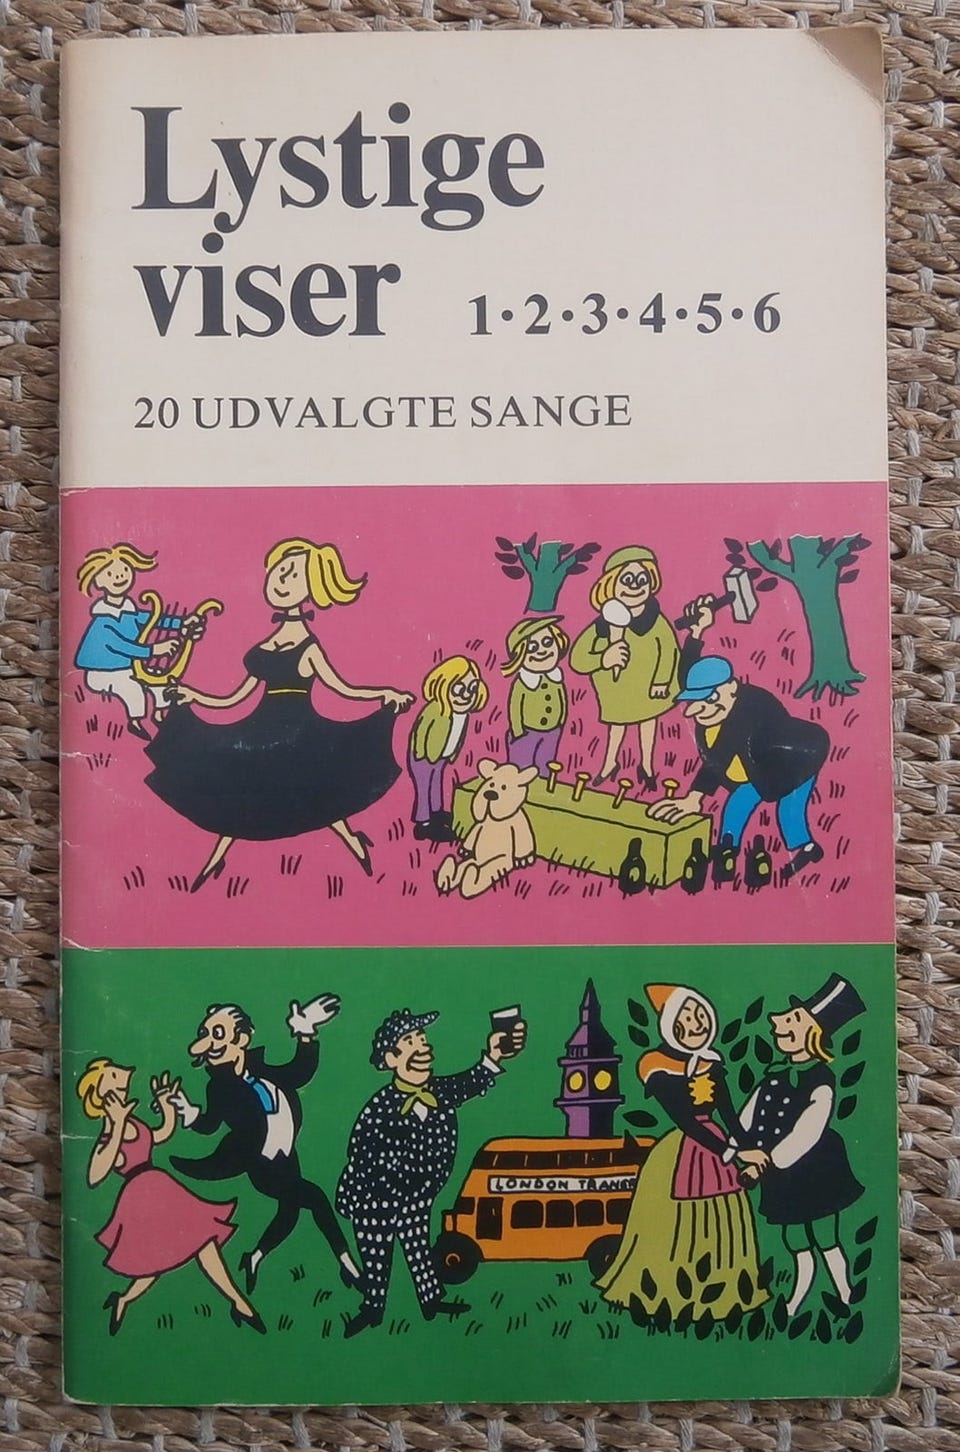 Lystige
viser 1·2·3·4·5·6
20 UDVALGTE SANGE
LONDON TRANS